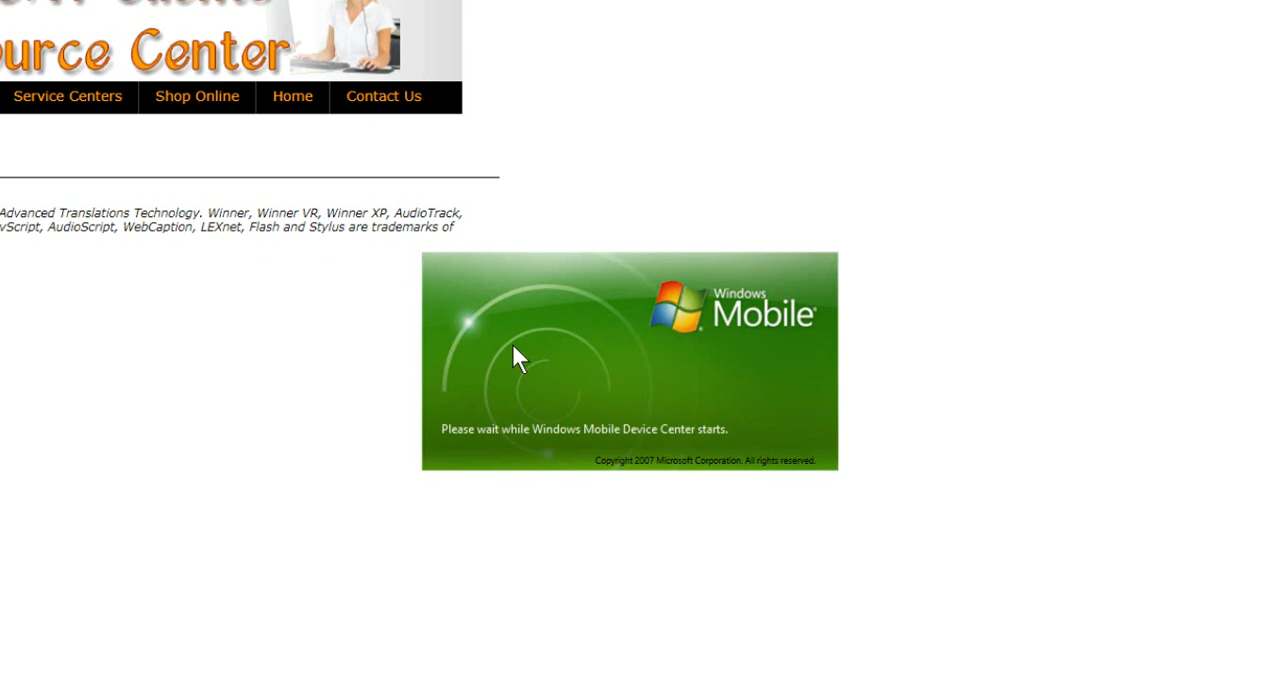 ource Center
Service Centers Shop Online Home Contact Us
Advanced Translations Technology. Winner, Winner VR, Winner XP, AudioTrack,
vScript, AudioScript, WebCaption, LEXnet, Flash and Stylus are trademarks of
Windows
Mobile®
Please wait while Windows Mobile Device Center starts.
Copyright 2007 Microsoft Corporation. All rights reserved.